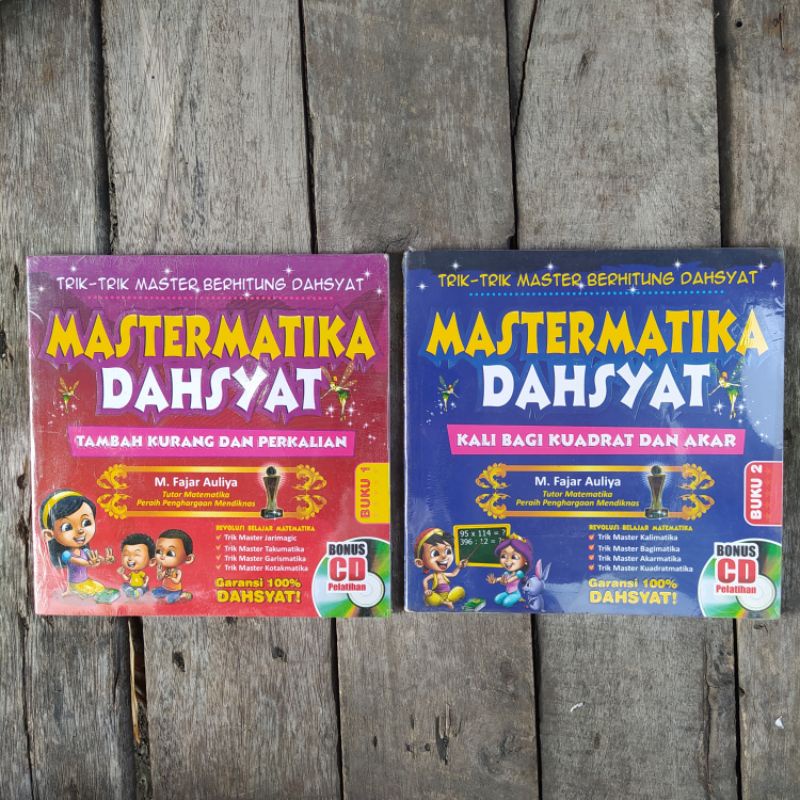 TRIK-TRIK MASTER BERHITUNG DAHSYAT
MASTERMATIKA
DAHSYAT
TAMBAH KURANG DAN PERKALIAN
M. Fajar Auliya
Tutor Matematika
Peraih Penghargaan Mendiknas
BUKU 1
REVOLUSI BELAJAR MATEMATIKA
Trik Master Jarimagic
Trik Master Takumatika
Trik Master Garismatika
Trik Master Kotakmatika
Garansi 100%
DAHSYAT!
BONUS
CD
Pelatihan
TRIK-TRIK MASTER BERHITUNG DAHSYAT
MASTERMATIKA
DAHSYAT
KALI BAGI KUADRAT DAN AKAR
M. Fajar Auliya
Tutor Matematika
Peraih Penghargaan Mendiknas
BUKU 2
95 x 114 = ?
396 : 12 = ?
REVOLUSI BELAJAR MATEMATIKA
Trik Master Kalimatika
Trik Master Bagimatika
Trik Master Akarmatika
Trik Master Kuadratmatika
Garansi 100%
DAHSYAT!
BONUS
CD
Pelatihan